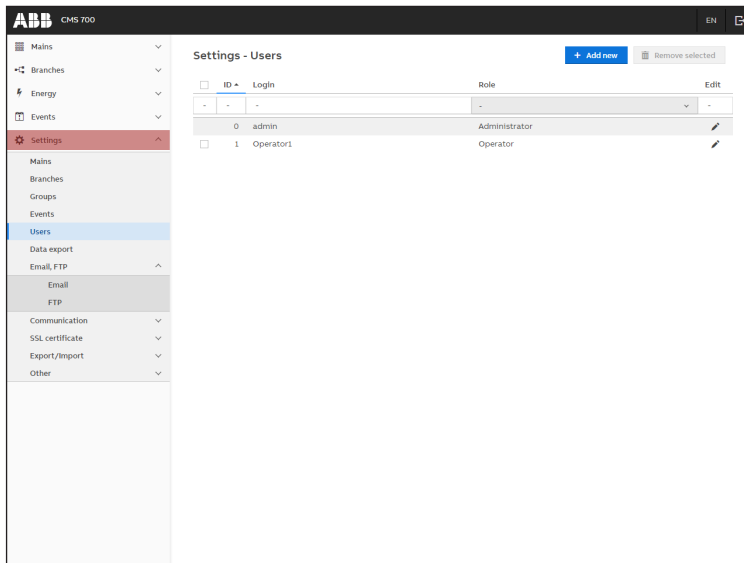 ABB CMS 700 EN
Mains
Branches
Energy
Events
Settings
Mains
Branches
Groups
Events
Users
Data export
Email, FTP
Email
FTP
Communication
SSL certificate
Export/Import
Other
Settings - Users
+ Add new
Remove selected
ID Login Role Edit
- - - - -
0 admin Administrator
1 Operator1 Operator